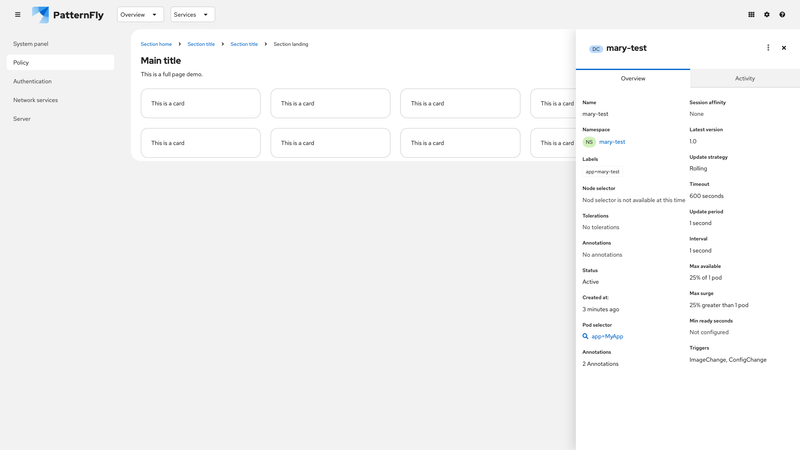 PatternFly
Overview
Services
System panel
Policy
Authentication
Network services
Server
Section home
Section title
Section title
Section landing
Main title
This is a full page demo.
This is a card
This is a card
This is a card
This is a card
This is a card
This is a card
This is a card
This is a card
DC mary-test
Overview
Activity
Name
mary-test
Namespace
NS mary-test
Labels
app=mary-test
Node selector
Nod selector is not available at this time
Tolerations
No tolerations
Annotations
No annotations
Status
Active
Created at:
3 minutes ago
Pod selector
app=MyApp
Annotations
2 Annotations
Session affinity
None
Latest version
1.0
Update strategy
Rolling
Timeout
600 seconds
Update period
1 second
Interval
1 second
Max available
25% of 1 pod
Max surge
25% greater than 1 pod
Min ready seconds
Not configured
Triggers
ImageChange, ConfigChange